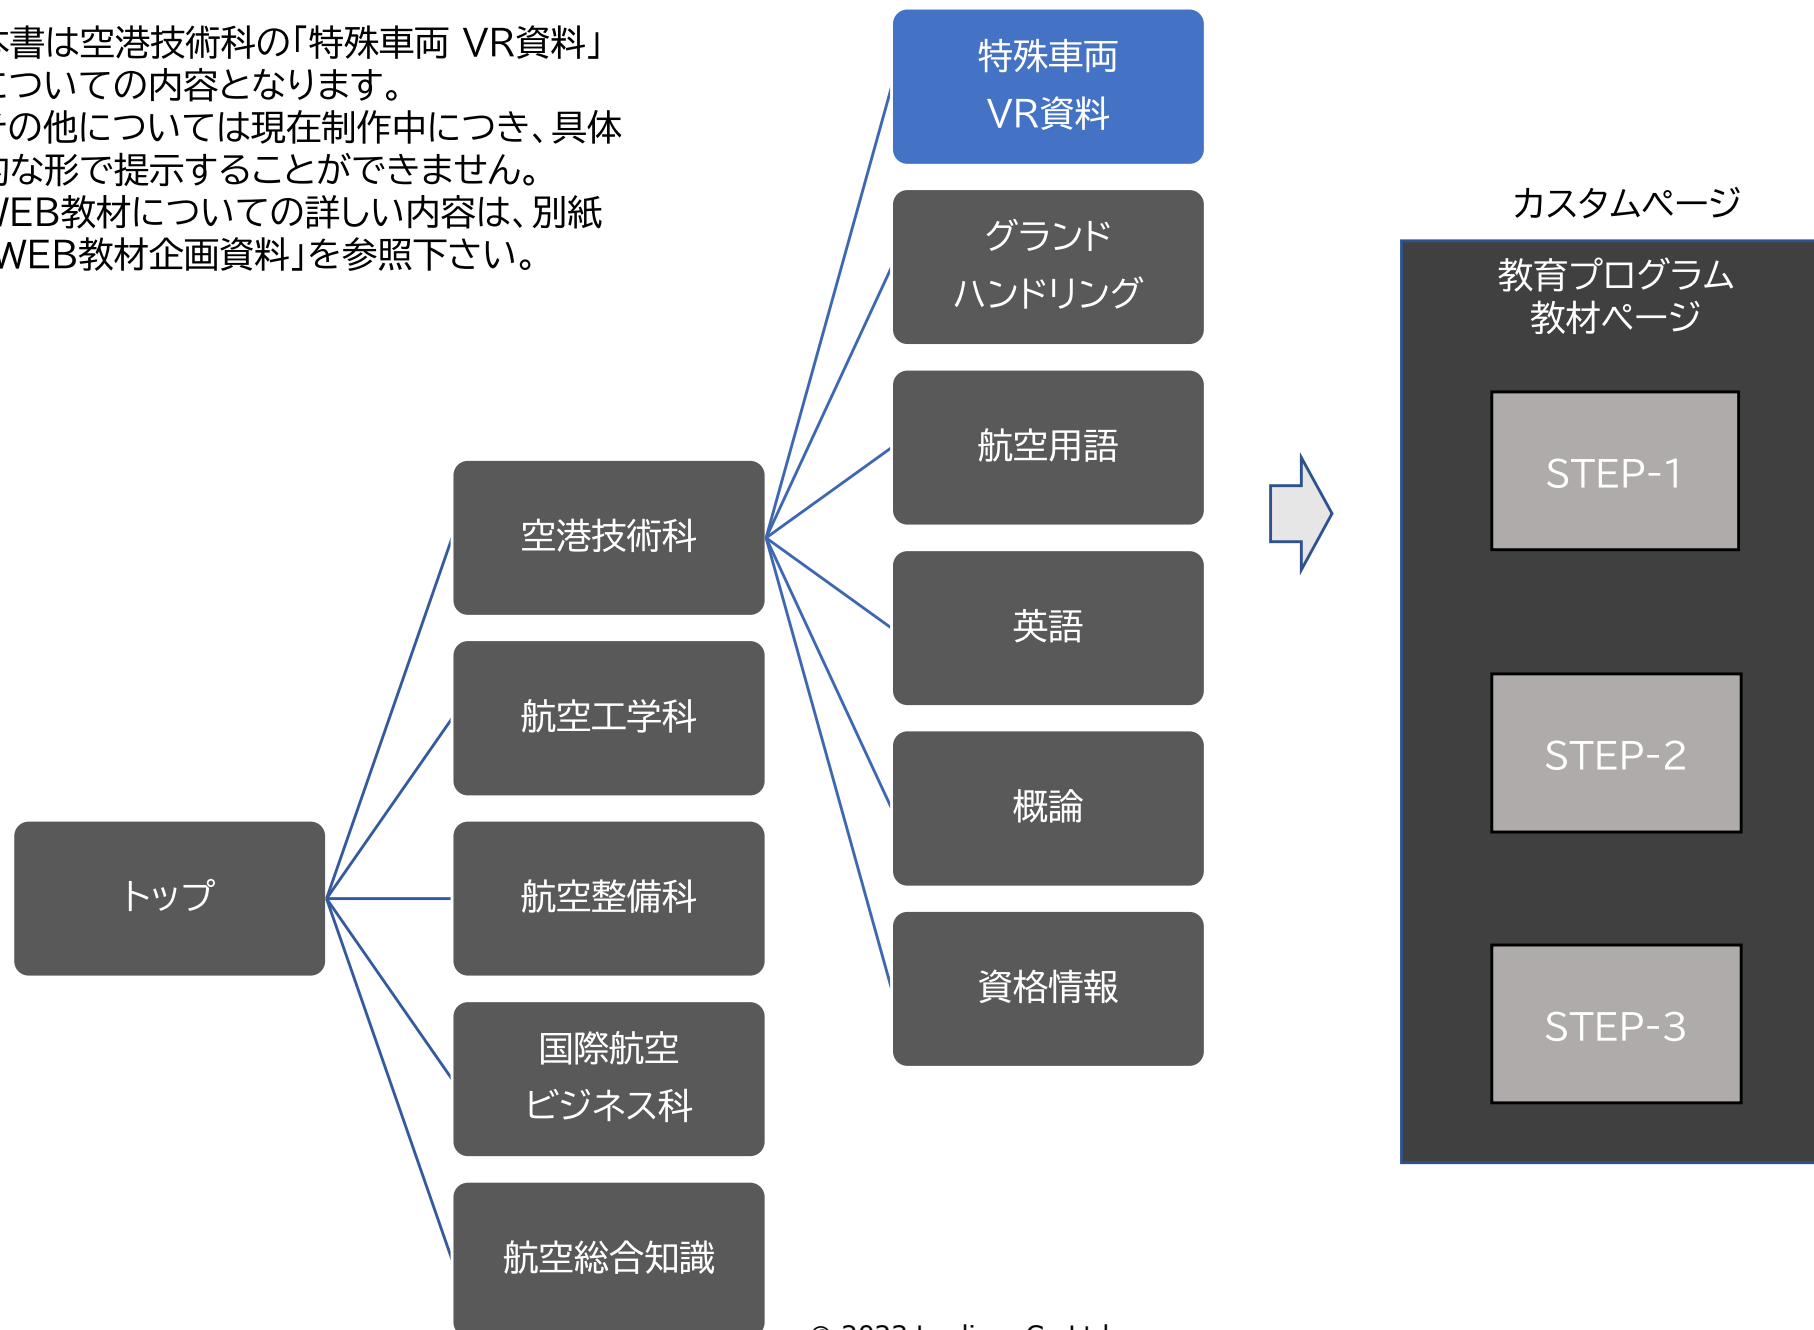 本書は空港技術科の「特殊車両 VR資料」
についての内容となります。
その他については現在制作中につき、具体
的な形で提示することができません。
WEB教材についての詳しい内容は、別紙
WEB教材企画資料」を参照下さい。
トップ
空港技術科
航空工学科
航空整備科
国際航空
ビジネス科
航空総合知識
特殊車両
VR資料
グランド
ハンドリング
航空用語
英語
概論
資格情報
カスタムページ
教育プログラム
教材ページ
STEP-1
STEP-2
STEP-3